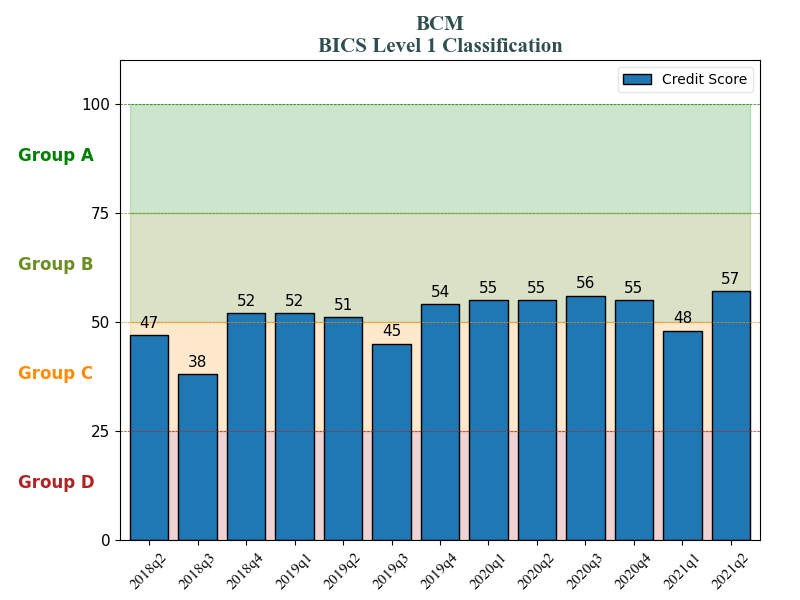 BCM
BICS Level 1 Classification
Credit Score
100
Group A
75
Group B
50
Group C
25
Group D
0
47
38
52
52
51
45
54
55
55
56
55
48
57
2018q2
2018q3
2018q4
2019q1
2019q2
2019q3
2019q4
2020q1
2020q2
2020q3
2020q4
2021q1
2021q2